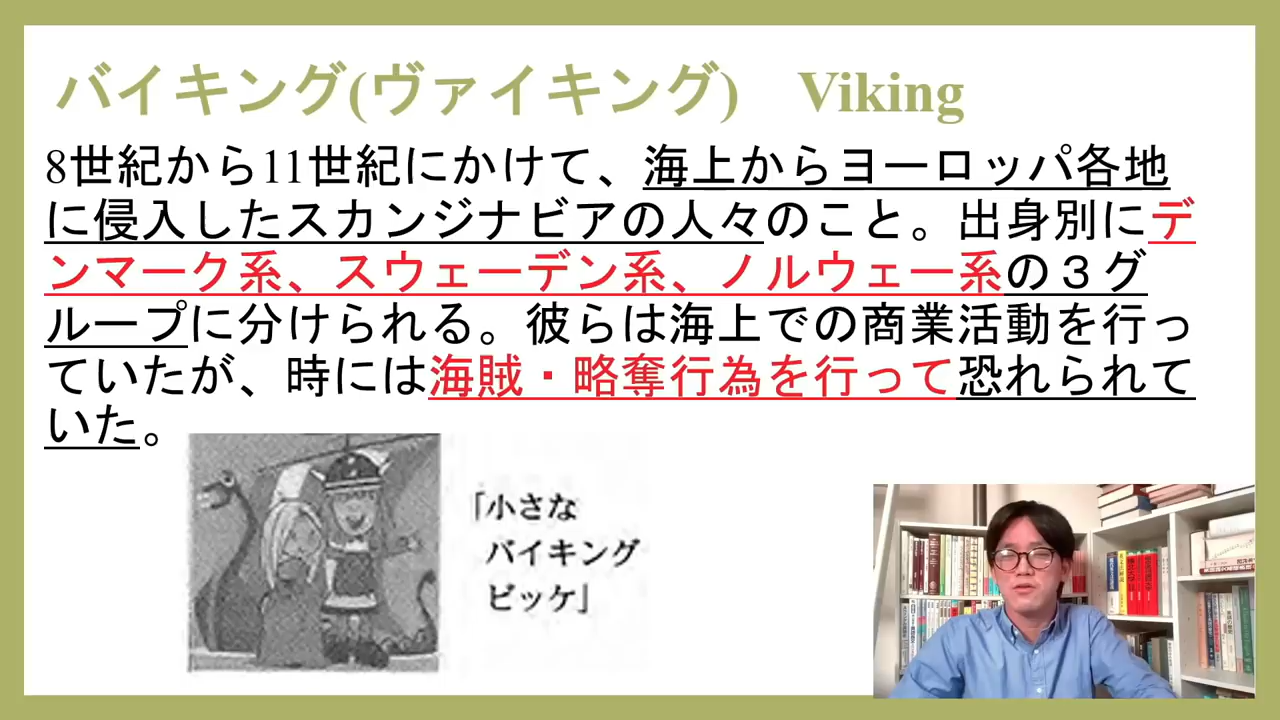 バイキング(ヴァイキング)　Viking
8世紀から11世紀にかけて、海上からヨーロッパ各地
に侵入したスカンジナビアの人々のこと。出身別にデ
ンマーク系、スウェーデン系、ノルウェー系の３グ
ループに分けられる。彼らは海上での商業活動を行っ
ていたが、時には海賊・略奪行為を行って恐れられて
いた。
「小さな
バイキング
ビッケ」